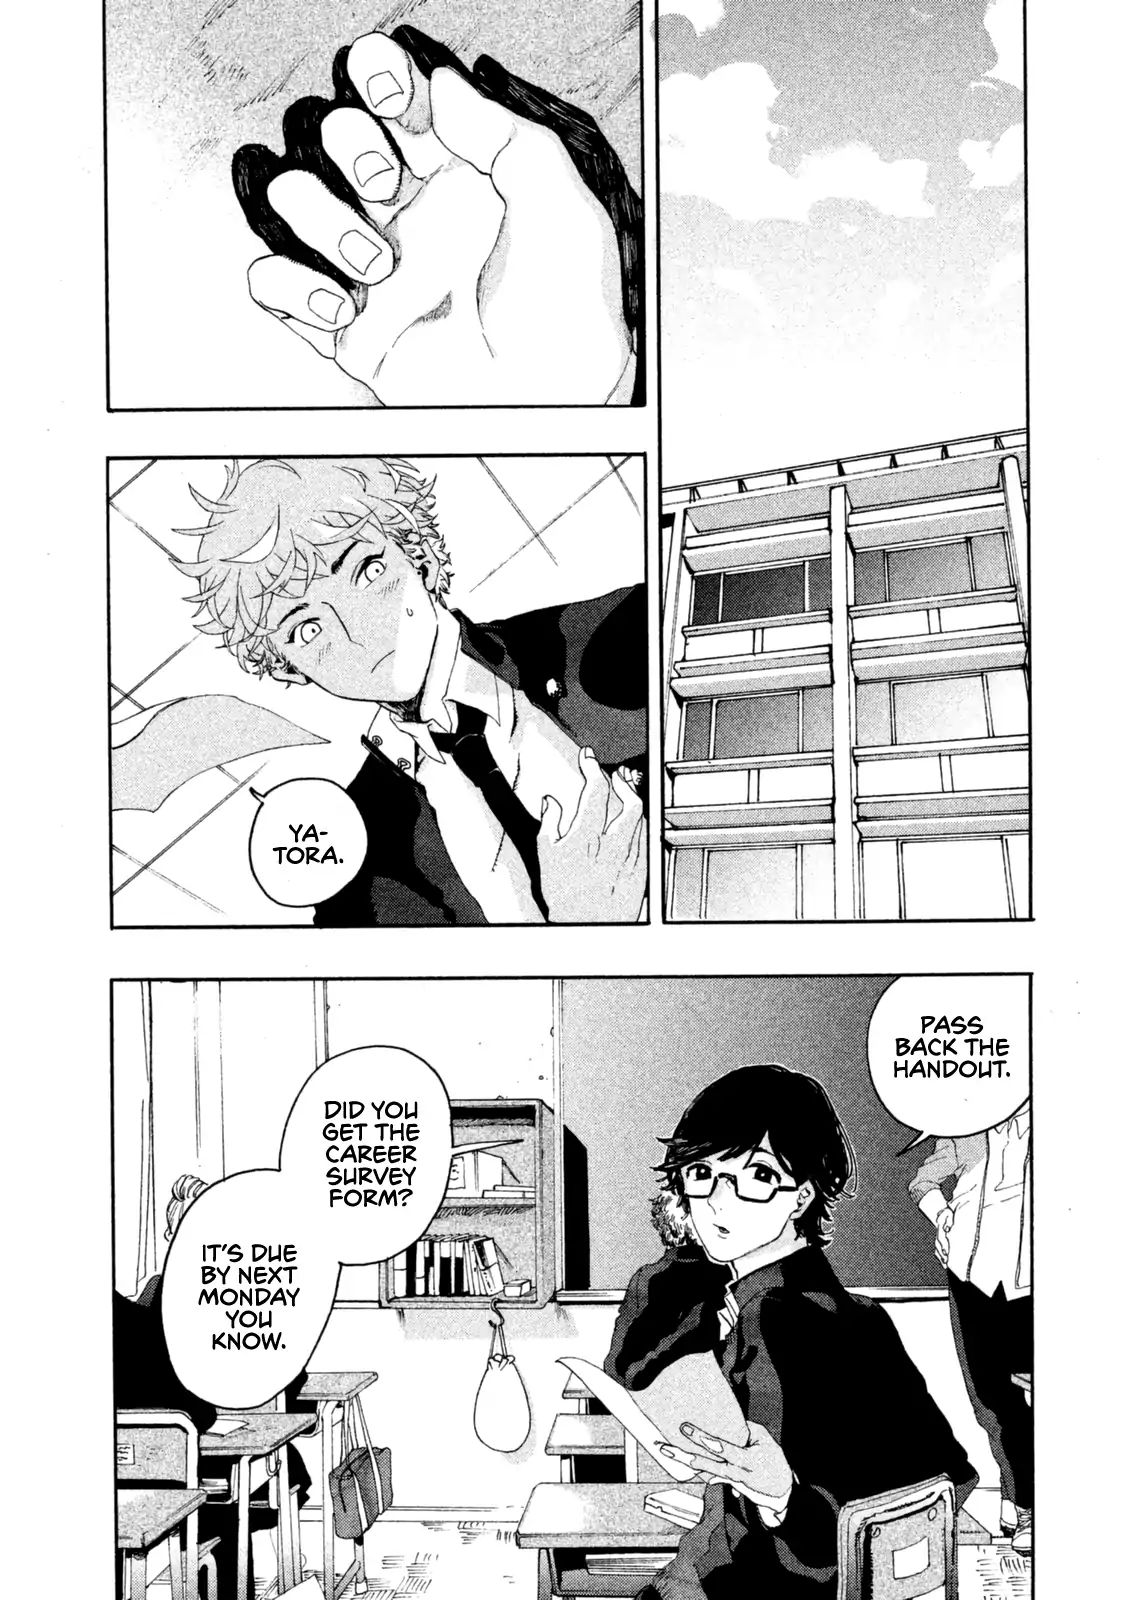 YA-
TORA.
PASS
BACK THE
HANDOUT.
DID YOU
GET THE
CAREER
SURVEY
FORM?
IT'S DUE
BY NEXT
MONDAY
YOU
KNOW.